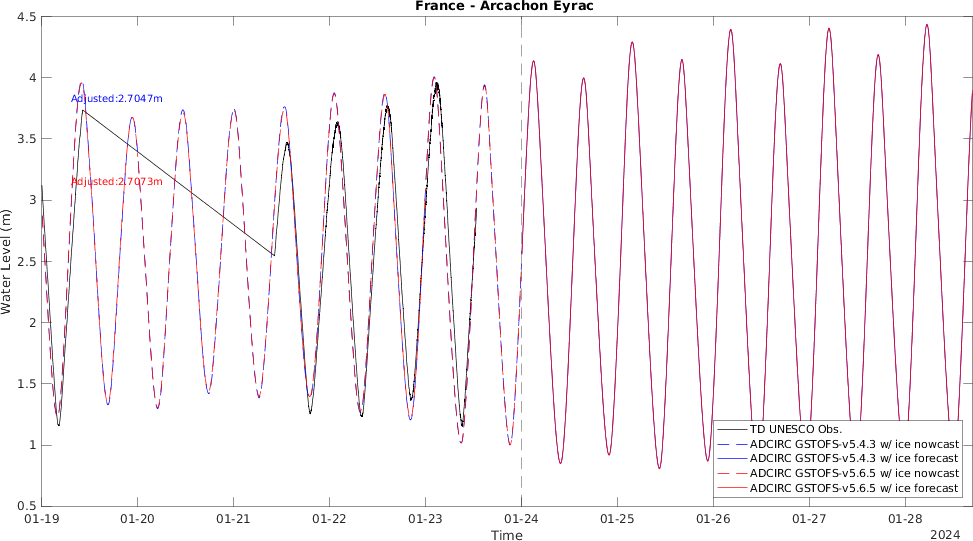 France - Arcachon Eyrac
4.5
4
3.5
3
2.5
2
1.5
1
0.5
Water Level (m)
Adjusted:2.7047m
Adjusted:2.7073m
TD UNESCO Obs.
ADCIRC GSTOFS-v5.4.3 w/ ice nowcast
ADCIRC GSTOFS-v5.4.3 w/ ice forecast
ADCIRC GSTOFS-v5.6.5 w/ ice nowcast
ADCIRC GSTOFS-v5.6.5 w/ ice forecast
01-19 01-20 01-21 01-22 01-23 01-24 01-25 01-26 01-27 01-28
Time
2024